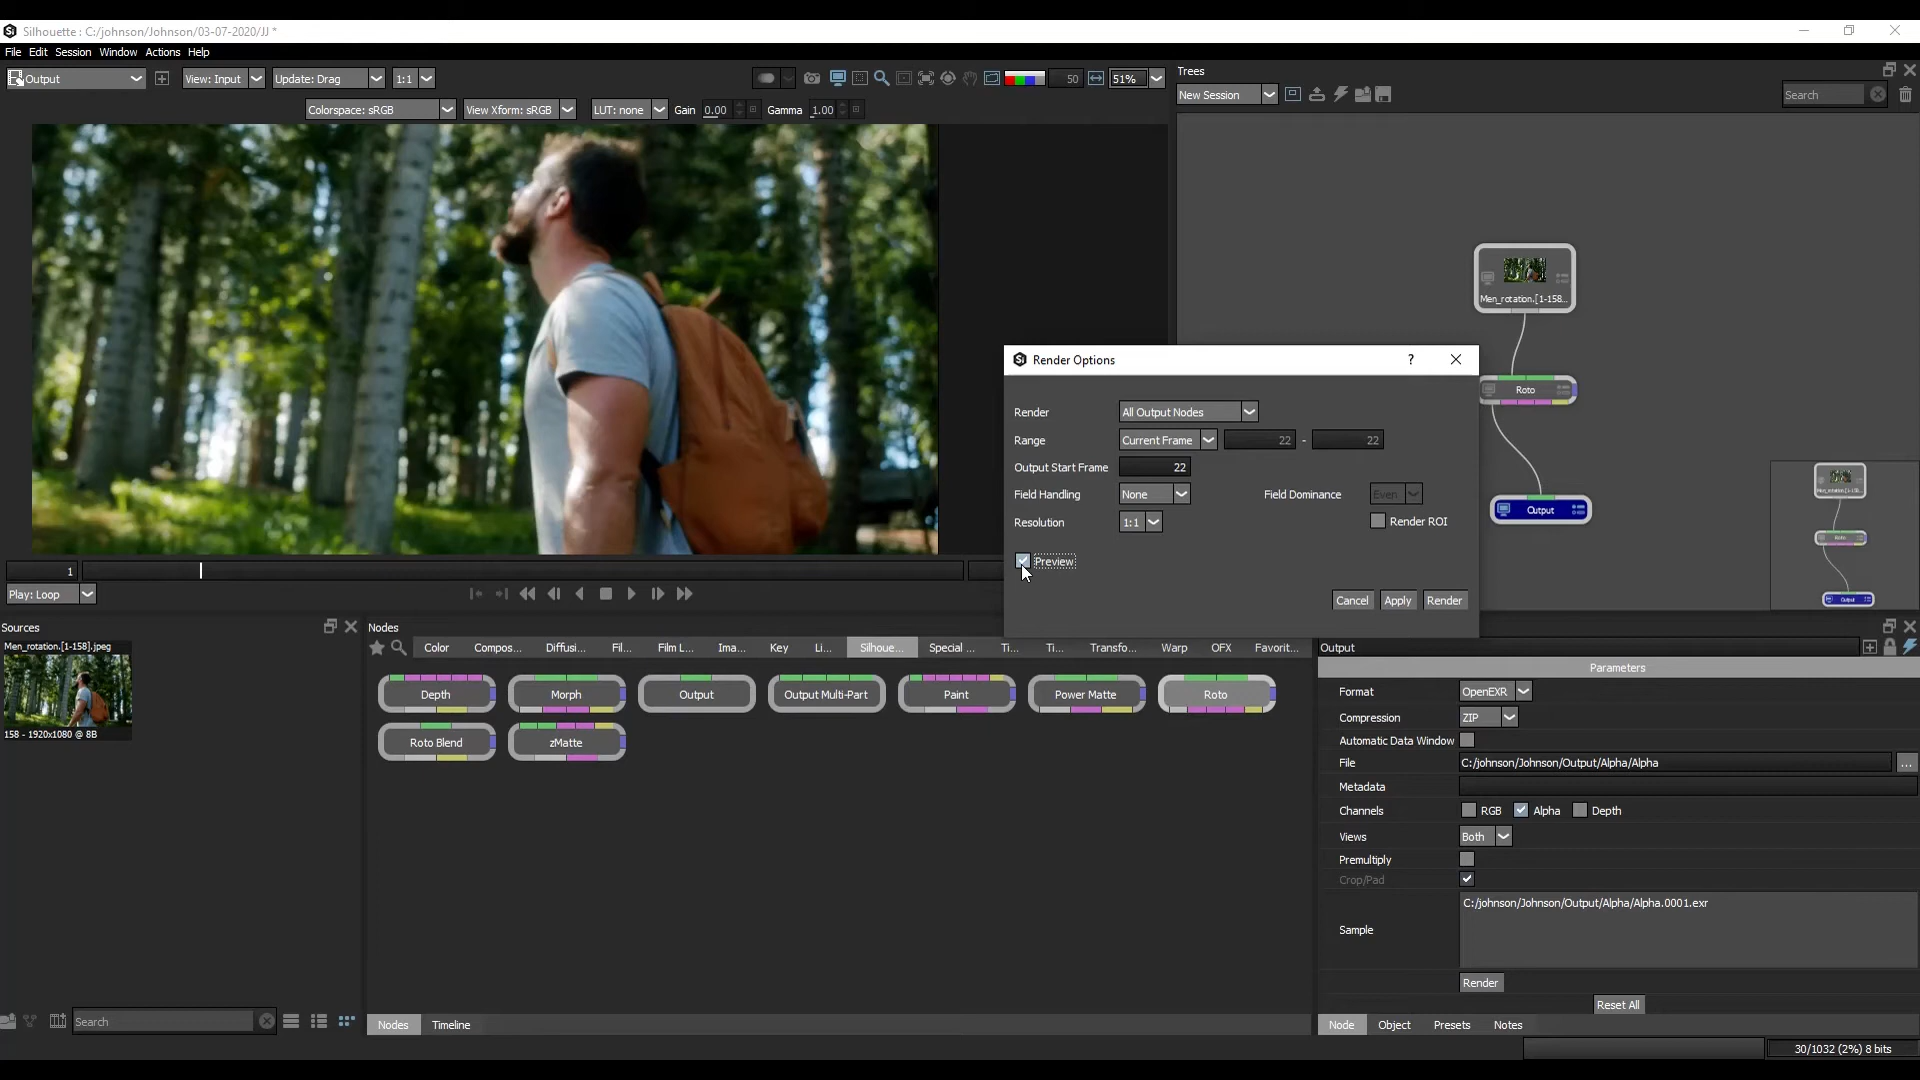 Silhouette : C:/johnson/Johnson/03-07-2020/JJ *
File Edit Session Window Actions Help
Output View: Input Update: Drag 1:1 50 51%
Colorspace: sRGB View Xform: sRGB LUT: none Gain 0.00 Gamma 1.00
Trees
New Session Search
Men_rotation.[1-158...
Roto
Output
Roto
Output
Render Options ?
Render All Output Nodes
Range Current Frame 22 - 22
Output Start Frame 22
Field Handling None Field Dominance Even
Resolution 1:1 Render ROI
Preview
Cancel Apply Render
1
Play: Loop
Sources
Men_rotation.[1-158].jpeg
158 - 1920x1080 @ 8B
Search
Nodes
Color Compos... Diffusi... Fil... Film L... Ima... Key Li... Silhoue... Special ... Ti... Ti... Transfo... Warp OFX Favorit...
Depth Morph Output Output Multi-Part Paint Power Matte Roto
Roto Blend zMatte
Nodes Timeline
Output
Parameters
Format OpenEXR
Compression ZIP
Automatic Data Window
File C:/johnson/Johnson/Output/Alpha/Alpha ...
Metadata
Channels RGB Alpha Depth
Views Both
Premultiply
Crop/Pad
Sample C:/johnson/Johnson/Output/Alpha/Alpha.0001.exr
Render
Reset All
Node Object Presets Notes
30/1032 (2%) 8 bits